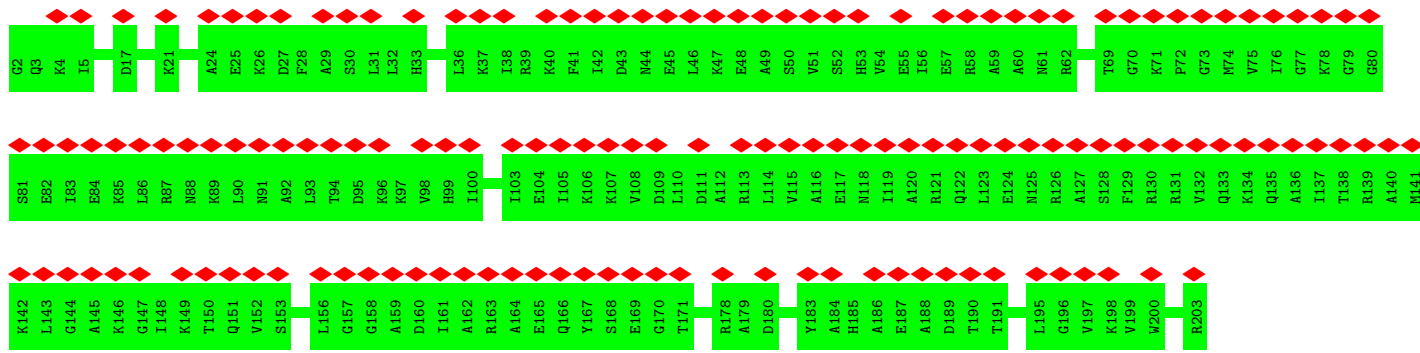 G2 Q3 K4 I5 D17 K21 A24 E25 K26 D27 F28 A29 S30 L31 L32 H33 L36 K37 I38 R39 K40 F41 I42 D43 N44 E45 L46 K47 E48 A49 S50 V51 S52 H53 V54 E55 I56 E57 R58 A59 A60 N61 R62 T69 G70 K71 P72 G73 M74 V75 I76 G77 K78 G79 G80
S81 E82 I83 E84 K85 L86 R87 N88 K89 L90 N91 A92 L93 T94 D95 K96 K97 V98 H99 I100 I103 E104 I105 K106 K107 V108 D109 L110 D111 A112 R113 L114 V115 A116 E117 N118 I119 A120 R121 Q122 L123 E124 N125 R126 A127 S128 F129 R130 R131 V132 Q133 K134 Q135 A136 I137 T138 R139 A140 M141
K142 L143 G144 A145 K146 G147 I148 K149 T150 Q151 V152 S153 L156 G157 G158 A159 D160 I161 A162 R163 A164 E165 Q166 Y167 S168 E169 G170 T171 R178 A179 D180 Y183 A184 H185 A186 E187 A188 D189 T190 T191 L195 G196 V197 K198 V199 W200 R203